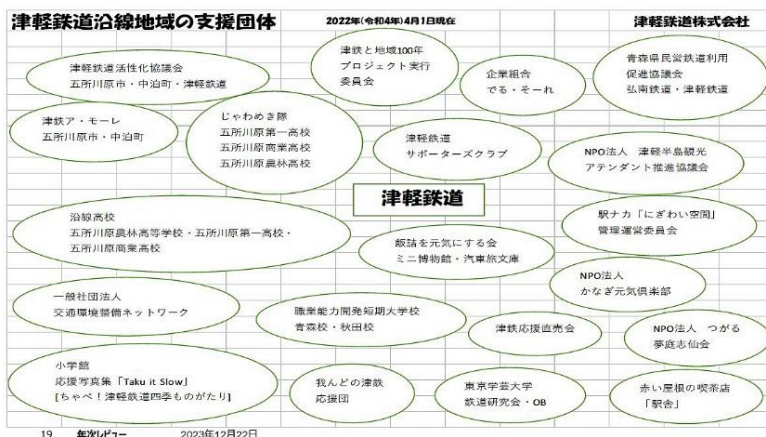 津軽鉄道沿線地域の支援団体
2022年(令和4年)4月1日現在
津軽鉄道株式会社
津軽鉄道活性化協議会
五所川原市・中泊町・津軽鉄道
津鉄と地域100年
プロジェクト実行
委員会
企業組合
でる・そーれ
青森県民営鉄道利用
促進協議会
弘南鉄道・津軽鉄道
津鉄ア・モーレ
五所川原市・中泊町
じゃわめき隊
五所川原第一高校
五所川原商業高校
五所川原農林高校
津軽鉄道
サポーターズクラブ
NPO法人 津軽半島観光
アテンダント推進協議会
津軽鉄道
沿線高校
五所川原農林高等学校・五所川原第一高校・
五所川原商業高校
飯詰を元気にする会
ミニ博物館・汽車旅文庫
駅ナカ「にぎわい空間」
管理運営委員会
NPO法人
かなぎ元気倶楽部
一般社団法人
交通環境整備ネットワーク
職業能力開発短期大学校
青森校・秋田校
津鉄応援直売会
NPO法人 つがる
夢庭志仙会
小学館
応援写真集「Taku it Slow」
[ちゃぺ！津軽鉄道四季ものがたり]
我んどの津鉄
応援団
東京学芸大学
鉄道研究会・OB
赤い屋根の喫茶店
「駅舎」
19 年次レビュー 2023年12月22日